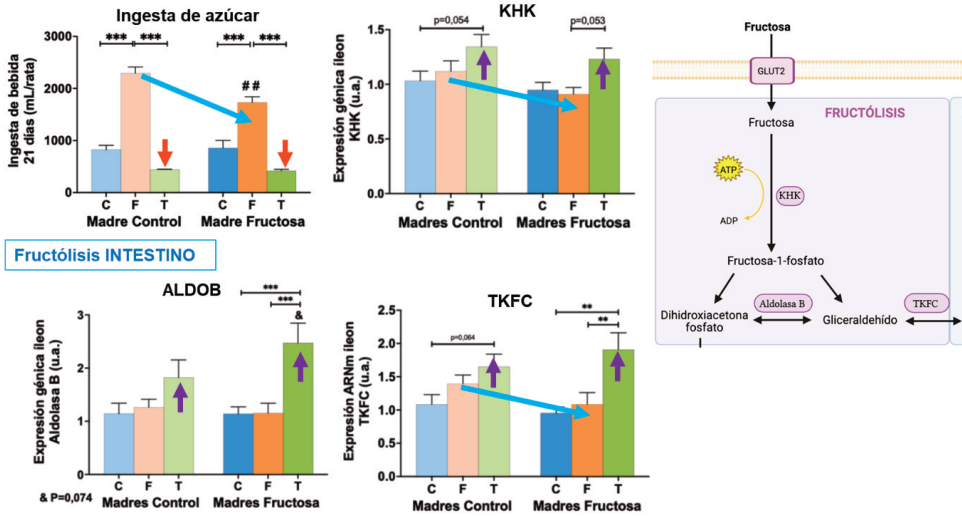 Ingesta de azúcar
Ingesta de bebida
21 días (mL/rata)
3000
2000
1000
0
*** ***
*** ***
##
C F T C F T
Madre Control Madre Fructosa
KHK
Expresión génica íleon
KHK (u.a.)
1.5
1.0
0.5
0.0
p=0,054
p=0,053
C F T C F T
Madres Control Madres Fructosa
Fructólisis INTESTINO
ALDOB
Expresión génica íleon
Aldolasa B (u.a.)
3
2
1
0
***
***
&
C F T C F T
Madres Control Madres Fructosa
& P=0,074
TKFC
Expresión ARNm íleon
TKFC (u.a.)
2.5
2.0
1.5
1.0
0.5
0.0
p=0,064
**
**
C F T C F T
Madres Control Madres Fructosa
Fructosa
GLUT2
FRUCTÓLISIS
Fructosa
ATP
KHK
ADP
Fructosa-1-fosfato
Aldolasa B
TKFC
Dihidroxiacetona
fosfato
Gliceraldehído